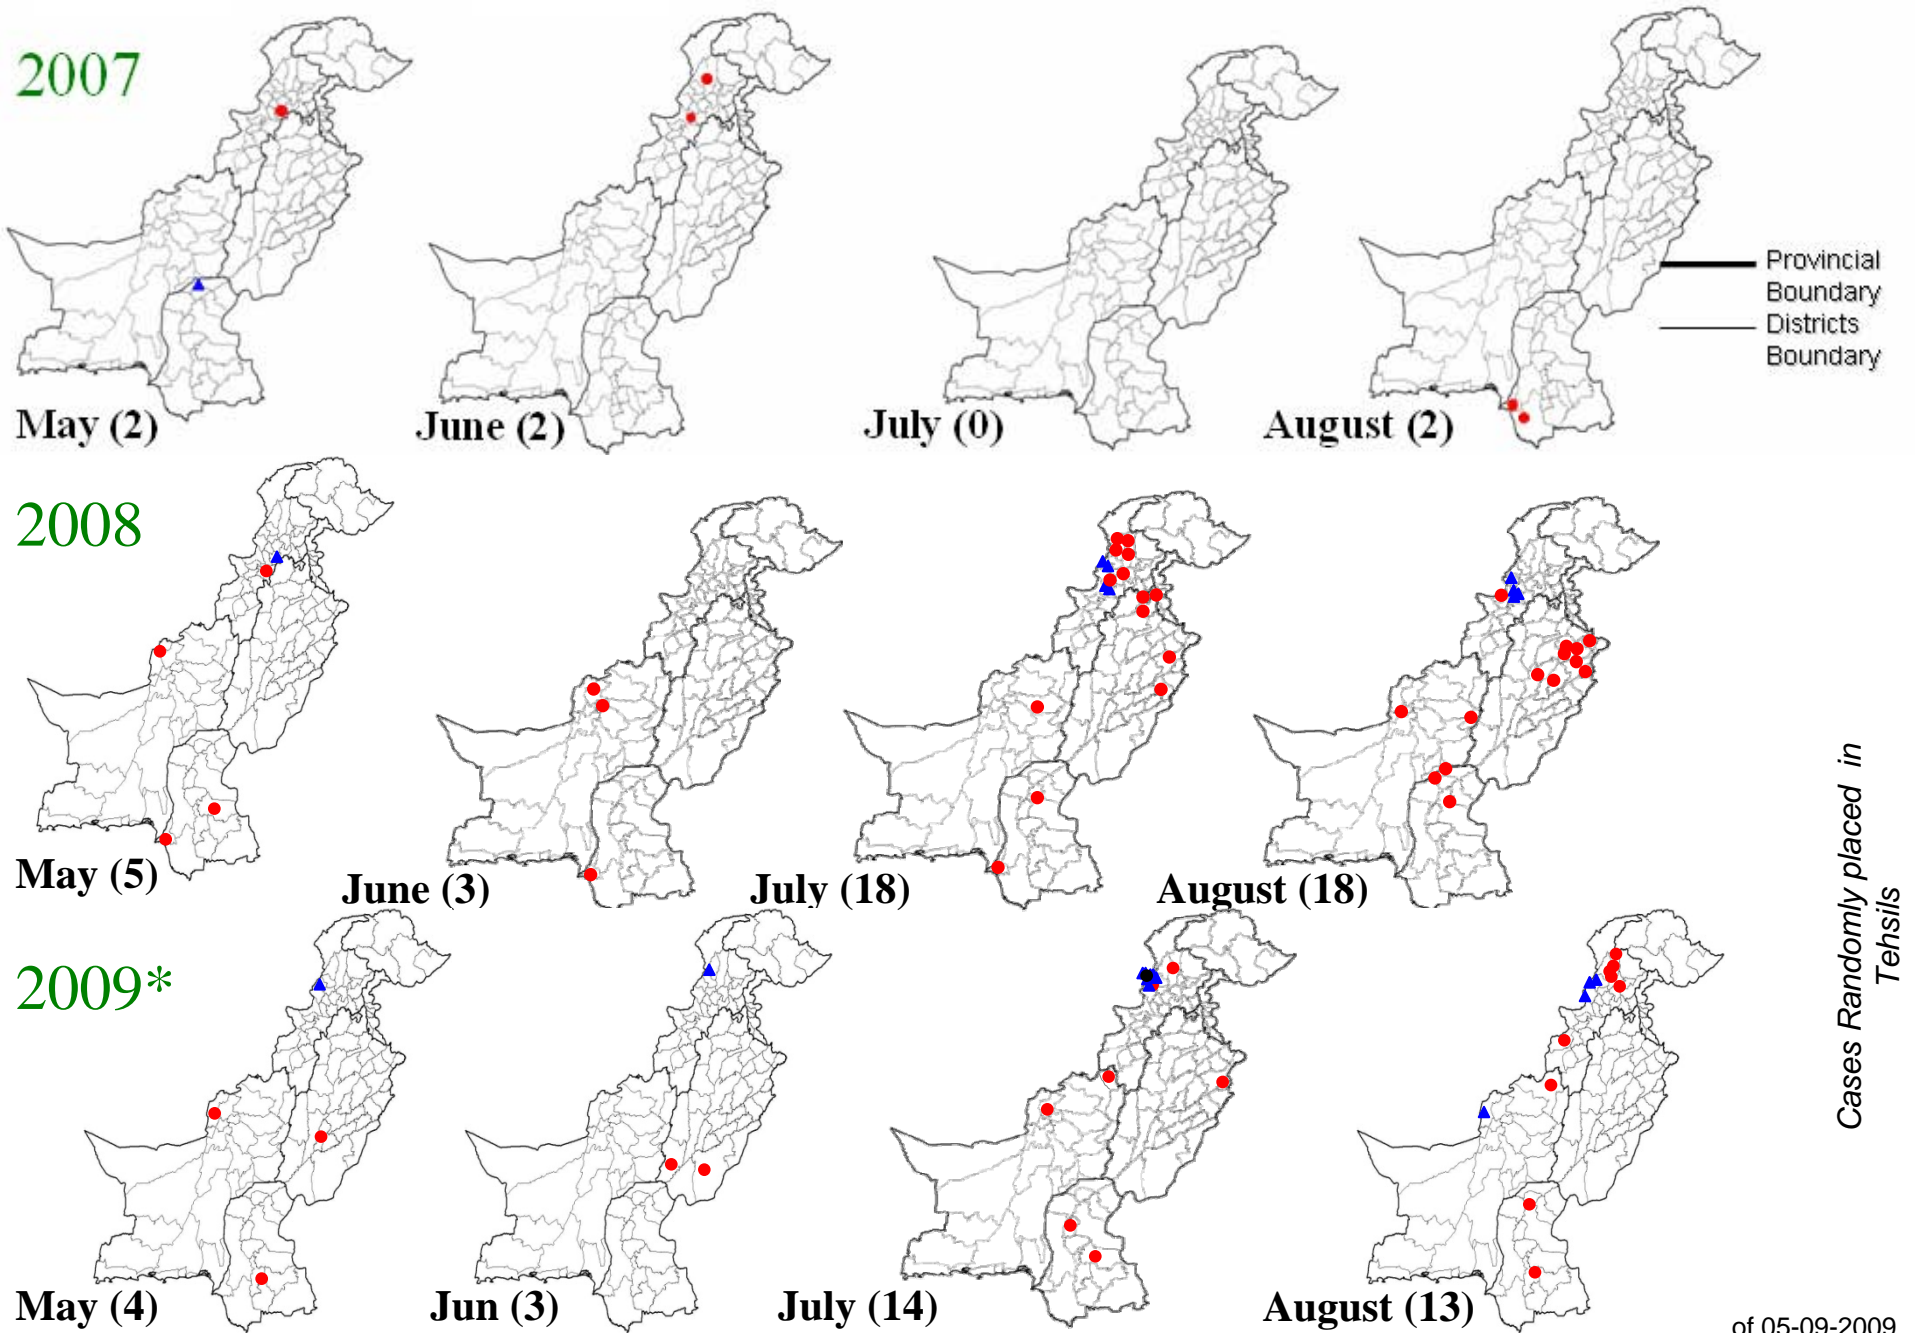 2007
Provincial
Boundary
Districts
Boundary
May (2)
June (2)
July (0)
August (2)
2008
May (5)
June (3)
July (18)
August (18)
Cases Randomly placed in
Tehsils
2009*
May (4)
Jun (3)
July (14)
August (13)
of 05-09-2009